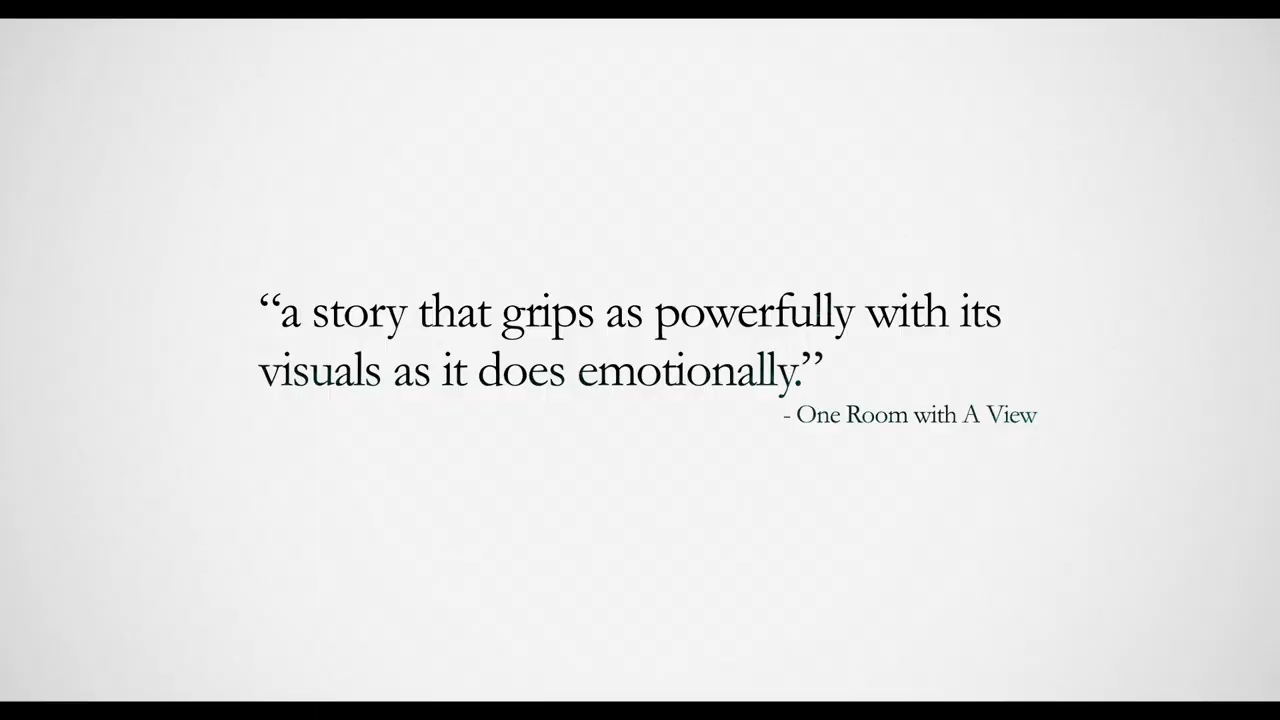 “a story that grips as powerfully with its
visuals as it does emotionally.”
- One Room with A View